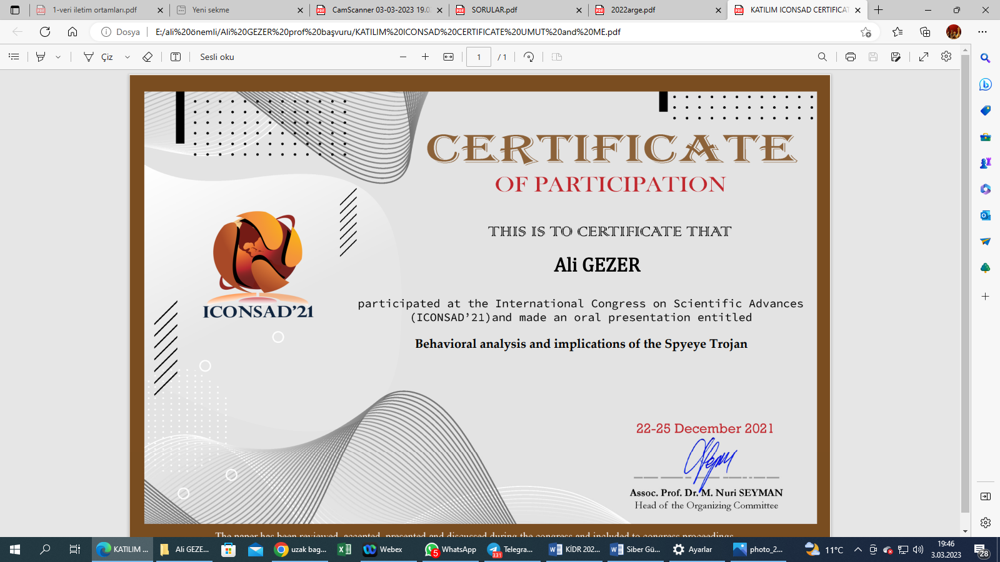 1-veri iletim ortamları.pdf
Yeni sekme
CamScanner 03-03-2023 19.0
SORULAR.pdf
2022arge.pdf
KATILIM ICONSAD CERTIFICAT
Dosya
E:/ali%20önemli/Ali%20GEZER%20prof%20başvuru/KATILIM%20ICONSAD%20CERTIFICATE%20UMUT%20and%20ME.pdf
Çiz
Sesli oku
1
/ 1
CERTIFICATE
OF PARTICIPATION
THIS IS TO CERTIFICATE THAT
Ali GEZER
ICONSAD’21
participated at the International Congress on Scientific Advances
(ICONSAD’21)and made an oral presentation entitled
Behavioral analysis and implications of the Spyeye Trojan
22-25 December 2021
Assoc. Prof. Dr. M. Nuri SEYMAN
Head of the Organizing Committee
The paper has been reviewed, accepted, presented and discussed during the congress and included to congress proceedings
KATILIM ...
Ali GEZE...
uzak bag...
Webex
5
WhatsApp
331
Telegra...
KİDR 202...
Siber Gü...
Ayarlar
photo_2...
11°C
19:46
3.03.2023
28